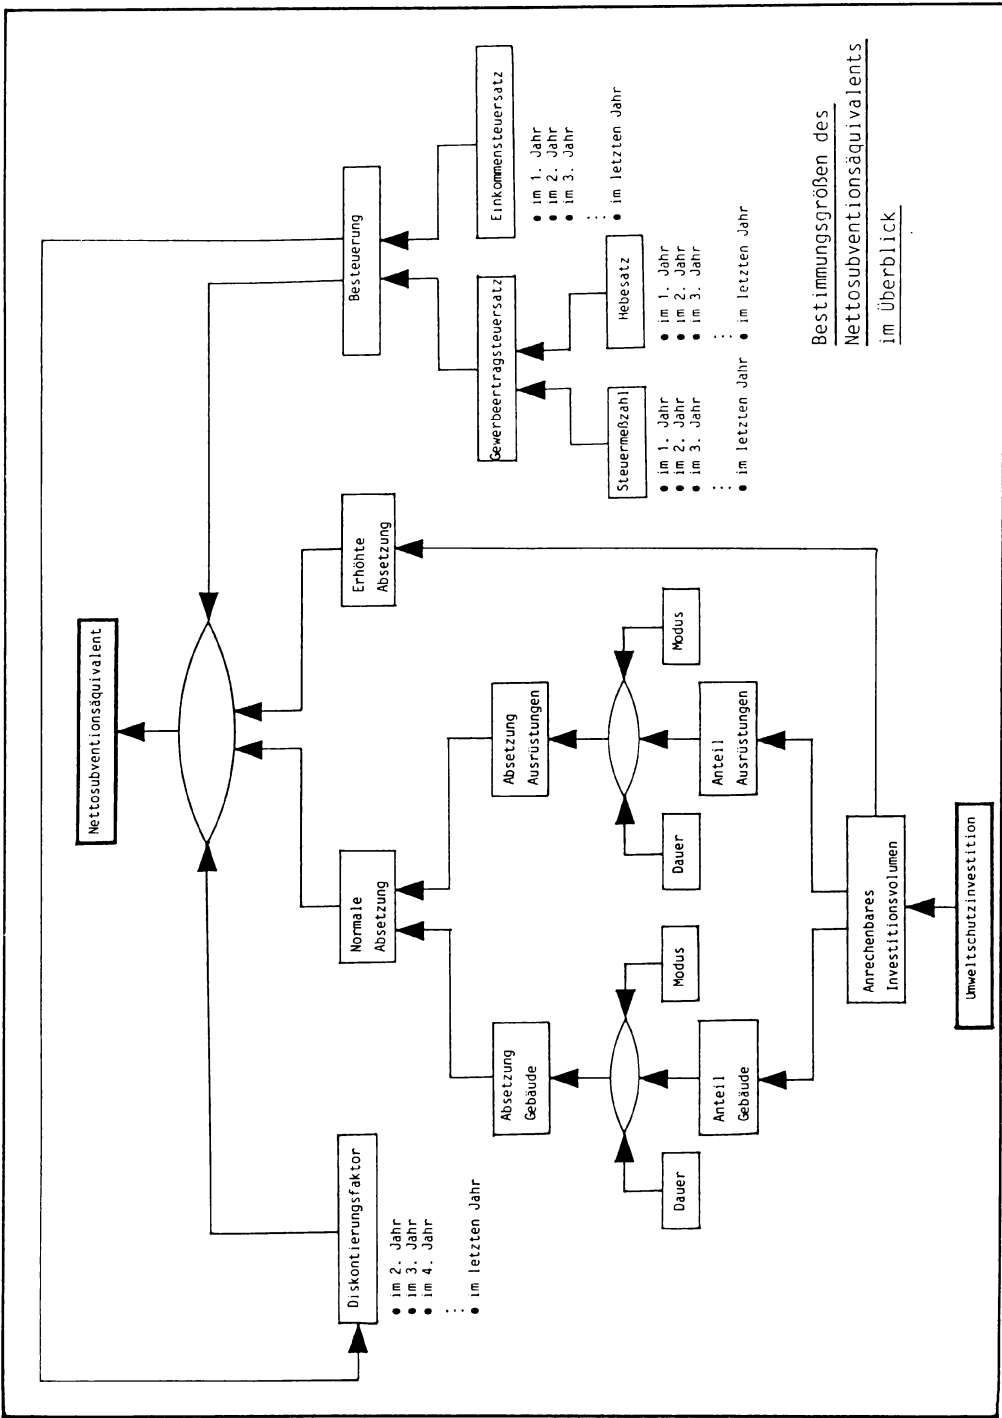 Nettosubventionsäquivalent
Diskontierungsfaktor
• im 2. Jahr
• im 3. Jahr
• im 4. Jahr
:
• im letzten Jahr
Normale
Absetzung
Erhöhte
Absetzung
Besteuerung
Absetzung
Gebäude
Absetzung
Ausrüstungen
Gewerbeertragsteuersatz
Einkommensteuersatz
• im 1. Jahr
• im 2. Jahr
• im 3. Jahr
:
• im letzten Jahr
Dauer
Modus
Dauer
Modus
Steuermeßzahl
• im 1. Jahr
• im 2. Jahr
• im 3. Jahr
:
• im letzten Jahr
Hebesatz
• im 1. Jahr
• im 2. Jahr
• im 3. Jahr
:
• im letzten Jahr
Anteil
Gebäude
Anteil
Ausrüstungen
Anrechenbares
Investitionsvolumen
Umweltschutzinvestition
Bestimmungsgrößen des
Nettosubventionsäquivalents
im Überblick